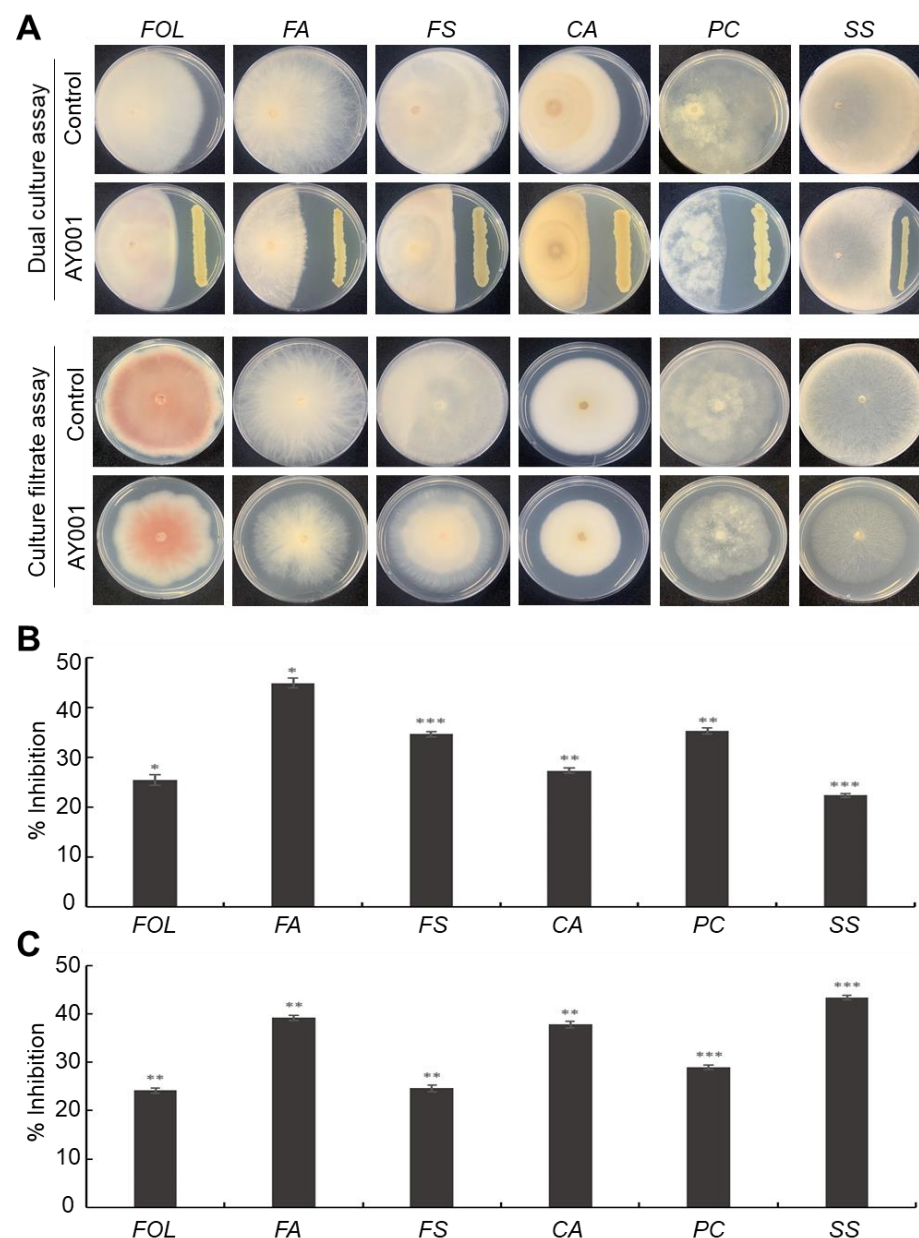 A
FOL FA FS CA PC SS
Dual culture assay
Control
AY001
Culture filtrate assay
Control
AY001
B
% Inhibition
50
40
30
20
10
0
* * *** ** ** ***
FOL FA FS CA PC SS
C
% Inhibition
50
40
30
20
10
0
** ** ** ** *** ***
FOL FA FS CA PC SS